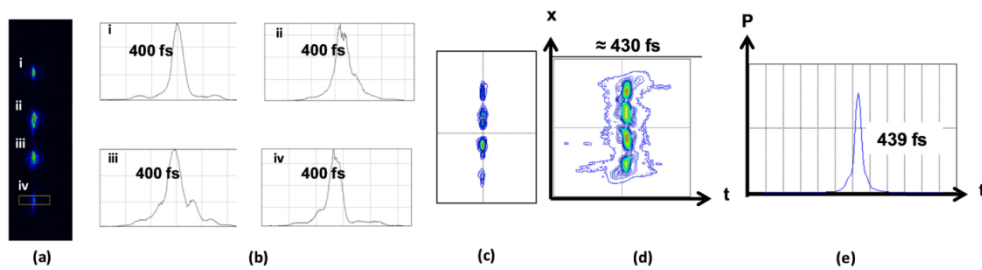 i
ii
iii
iv
(a)
i
400 fs
ii
400 fs
iii
400 fs
iv
400 fs
(b)
(c)
x
≈ 430 fs
t
(d)
P
439 fs
t
(e)